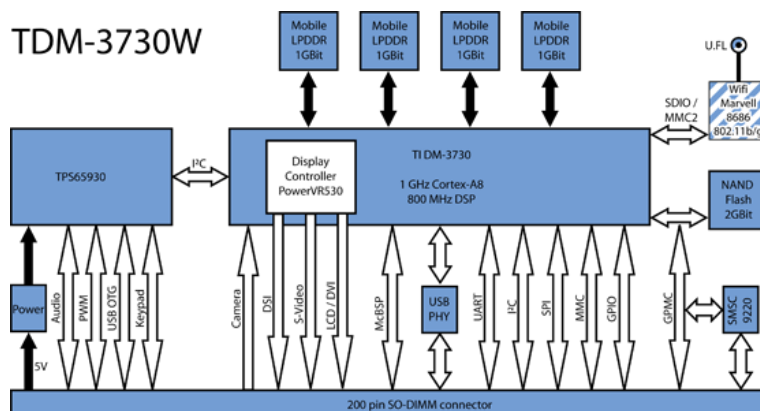 TDM-3730W
Mobile
LPDDR
1GBit
Mobile
LPDDR
1GBit
Mobile
LPDDR
1GBit
Mobile
LPDDR
1GBit
U.FL
Wifi
Marvell
8686
802.11b/g
SDIO /
MMC2
TPS65930
I²C
Display
Controller
PowerVR530
TI DM-3730
1 GHz Cortex-A8
800 MHz DSP
NAND
Flash
2GBit
Power
5V
Audio
PWM
USB OTG
Keypad
Camera
DSI
S-Video
LCD / DVI
McBSP
USB
PHY
UART
I²C
SPI
MMC
GPIO
GPMC
SMSC
9220
200 pin SO-DIMM connector